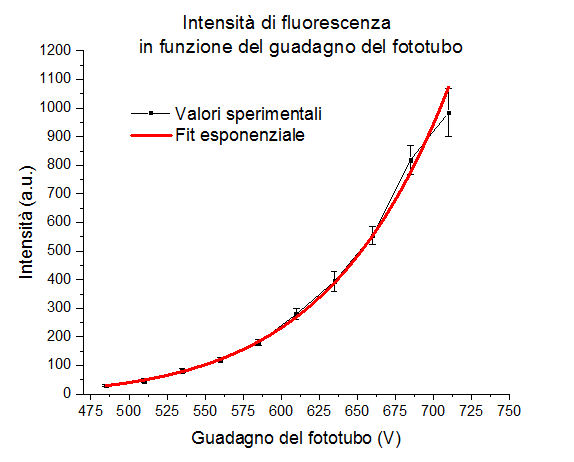 Intensità di fluorescenza
in funzione del guadagno del fototubo
1200
1100
1000
900
800
700
600
500
400
300
200
100
0
Valori sperimentali
Fit esponenziale
Intensità (a.u.)
475 500 525 550 575 600 625 650 675 700 725 750
Guadagno del fototubo (V)